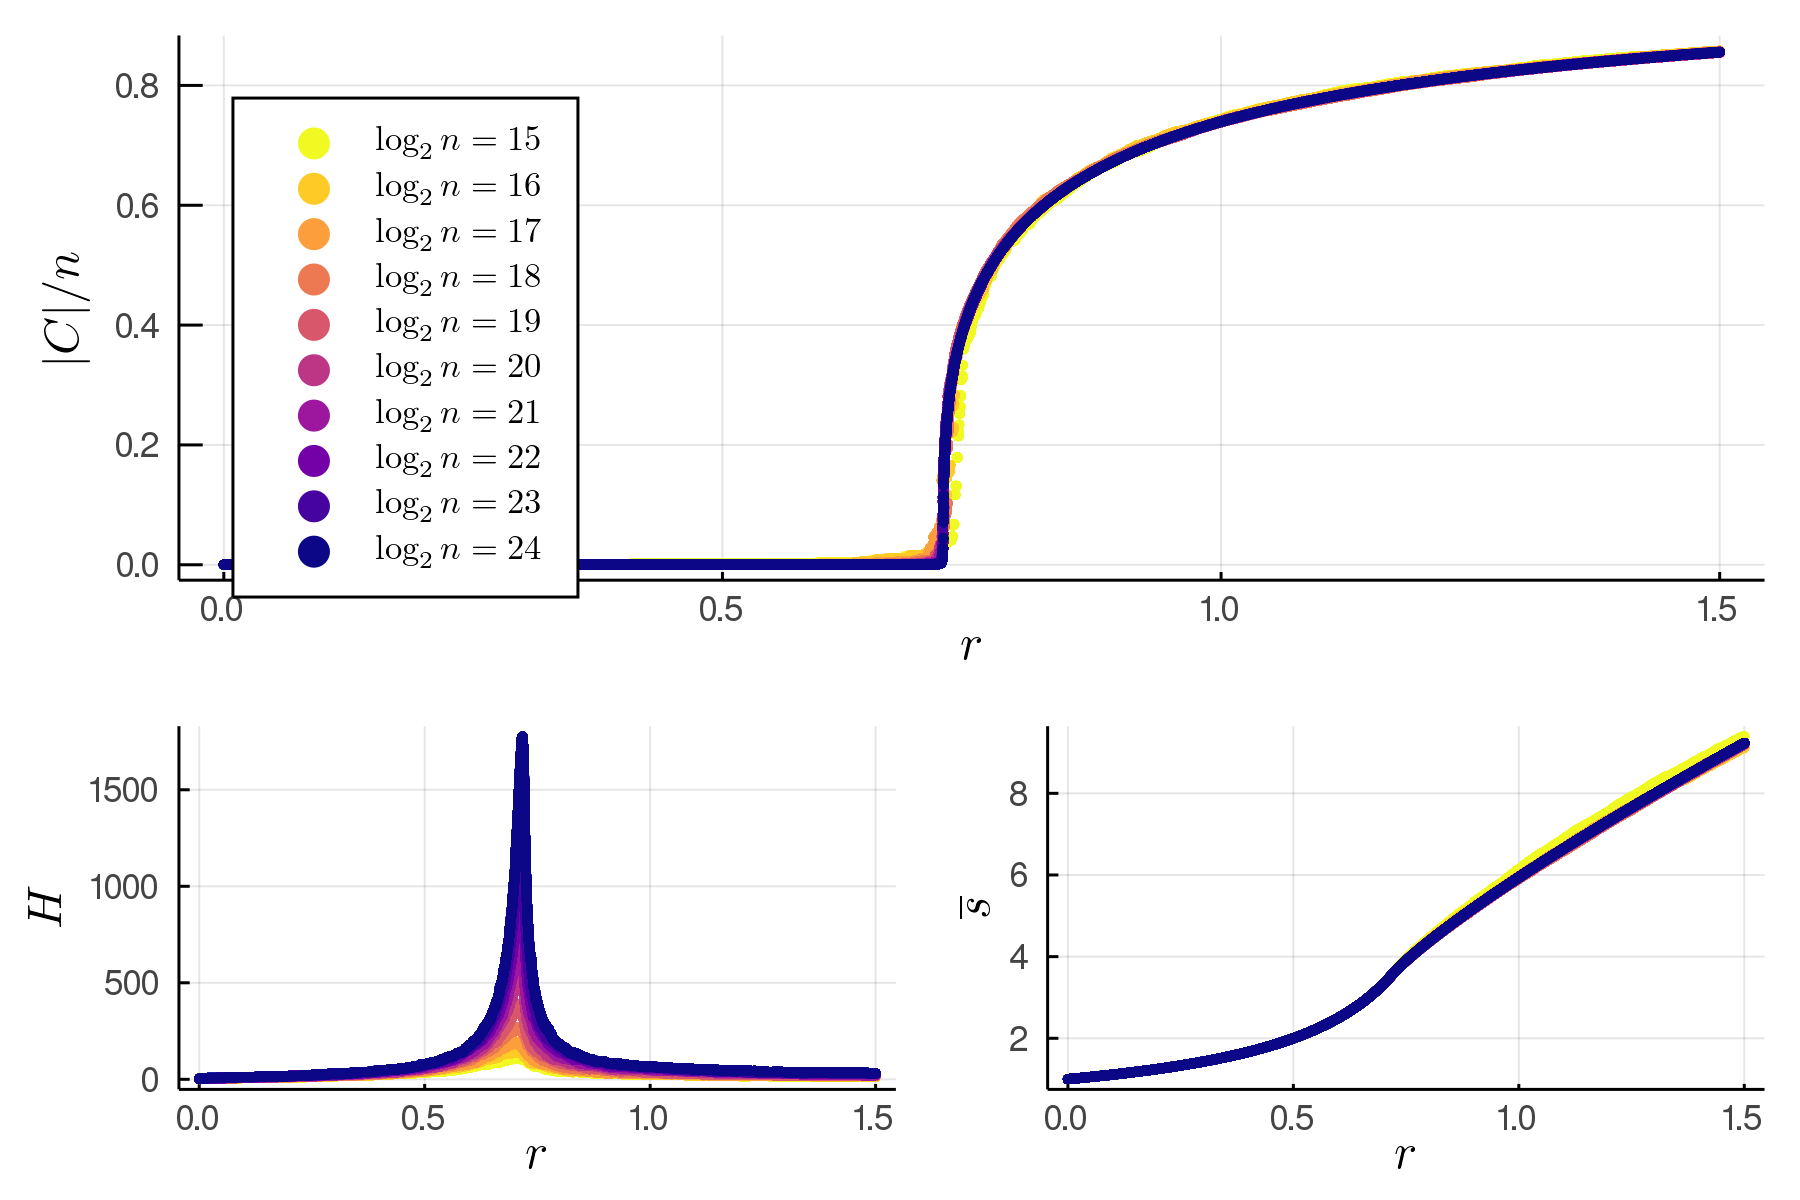 |C|/n
0.8
0.6
0.4
0.2
0.0
log₂ n = 15
log₂ n = 16
log₂ n = 17
log₂ n = 18
log₂ n = 19
log₂ n = 20
log₂ n = 21
log₂ n = 22
log₂ n = 23
log₂ n = 24
0.0 0.5 1.0 1.5
r
H
1500
1000
500
0
0.0 0.5 1.0 1.5
r
s̅
8
6
4
2
0.0 0.5 1.0 1.5
r